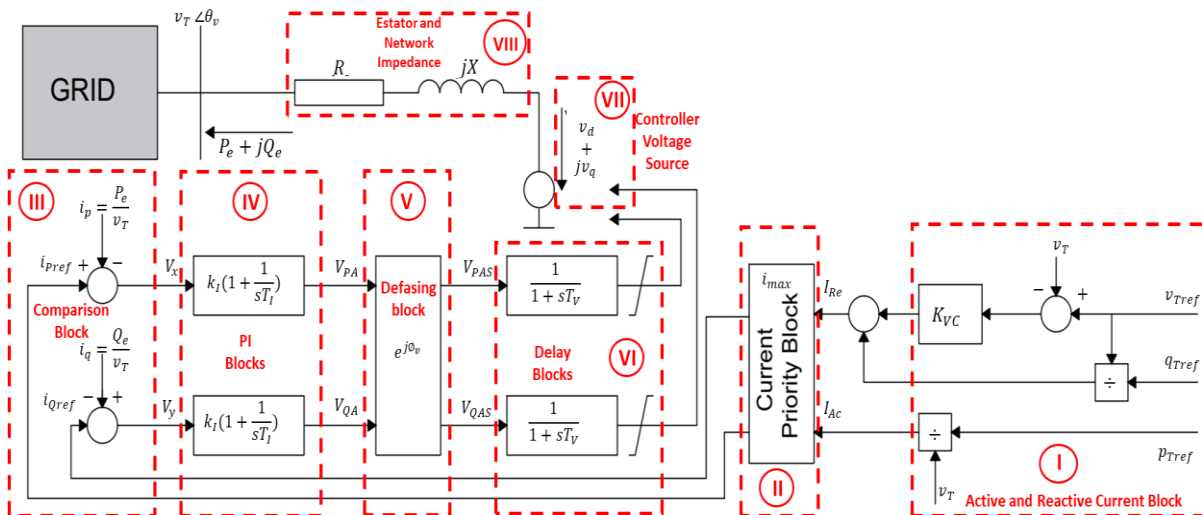 v_T ∠θ_v
GRID
Estator and
Network
Impedance
VIII
R
jX
P_e + jQ_e
VII
v_d
+
jv_q
Controller
Voltage
Source
III
i_p = P_e/v_T
i_Pref + −
Comparison
Block
i_q = Q_e/v_T
i_Qref − +
IV
V_x
k_I(1 + 1/sT_I)
PI
Blocks
V_y
k_I(1 + 1/sT_I)
V
V_PA
Defasing
block
e^{jø_v}
V_QA
V_PAS
1/(1 + sT_V)
Delay
Blocks
VI
V_QAS
1/(1 + sT_V)
i_max
Current
Priority Block
II
I_Re
I_Ac
v_T
− +
K_VC
v_Tref
q_Tref
÷
÷
p_Tref
v_T
I
Active and Reactive Current Block